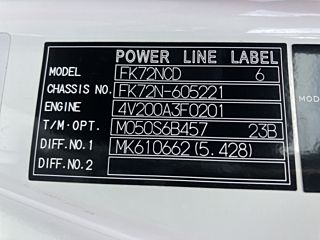 POWER LINE LABEL
MODEL FK72NCD 6
CHASSIS NO. FK72N-605221
ENGINE 4V200A3F0201
T/M·OPT. M050S6B457 23B
DIFF.NO.1 MK610662(5.428)
DIFF.NO.2
MOD